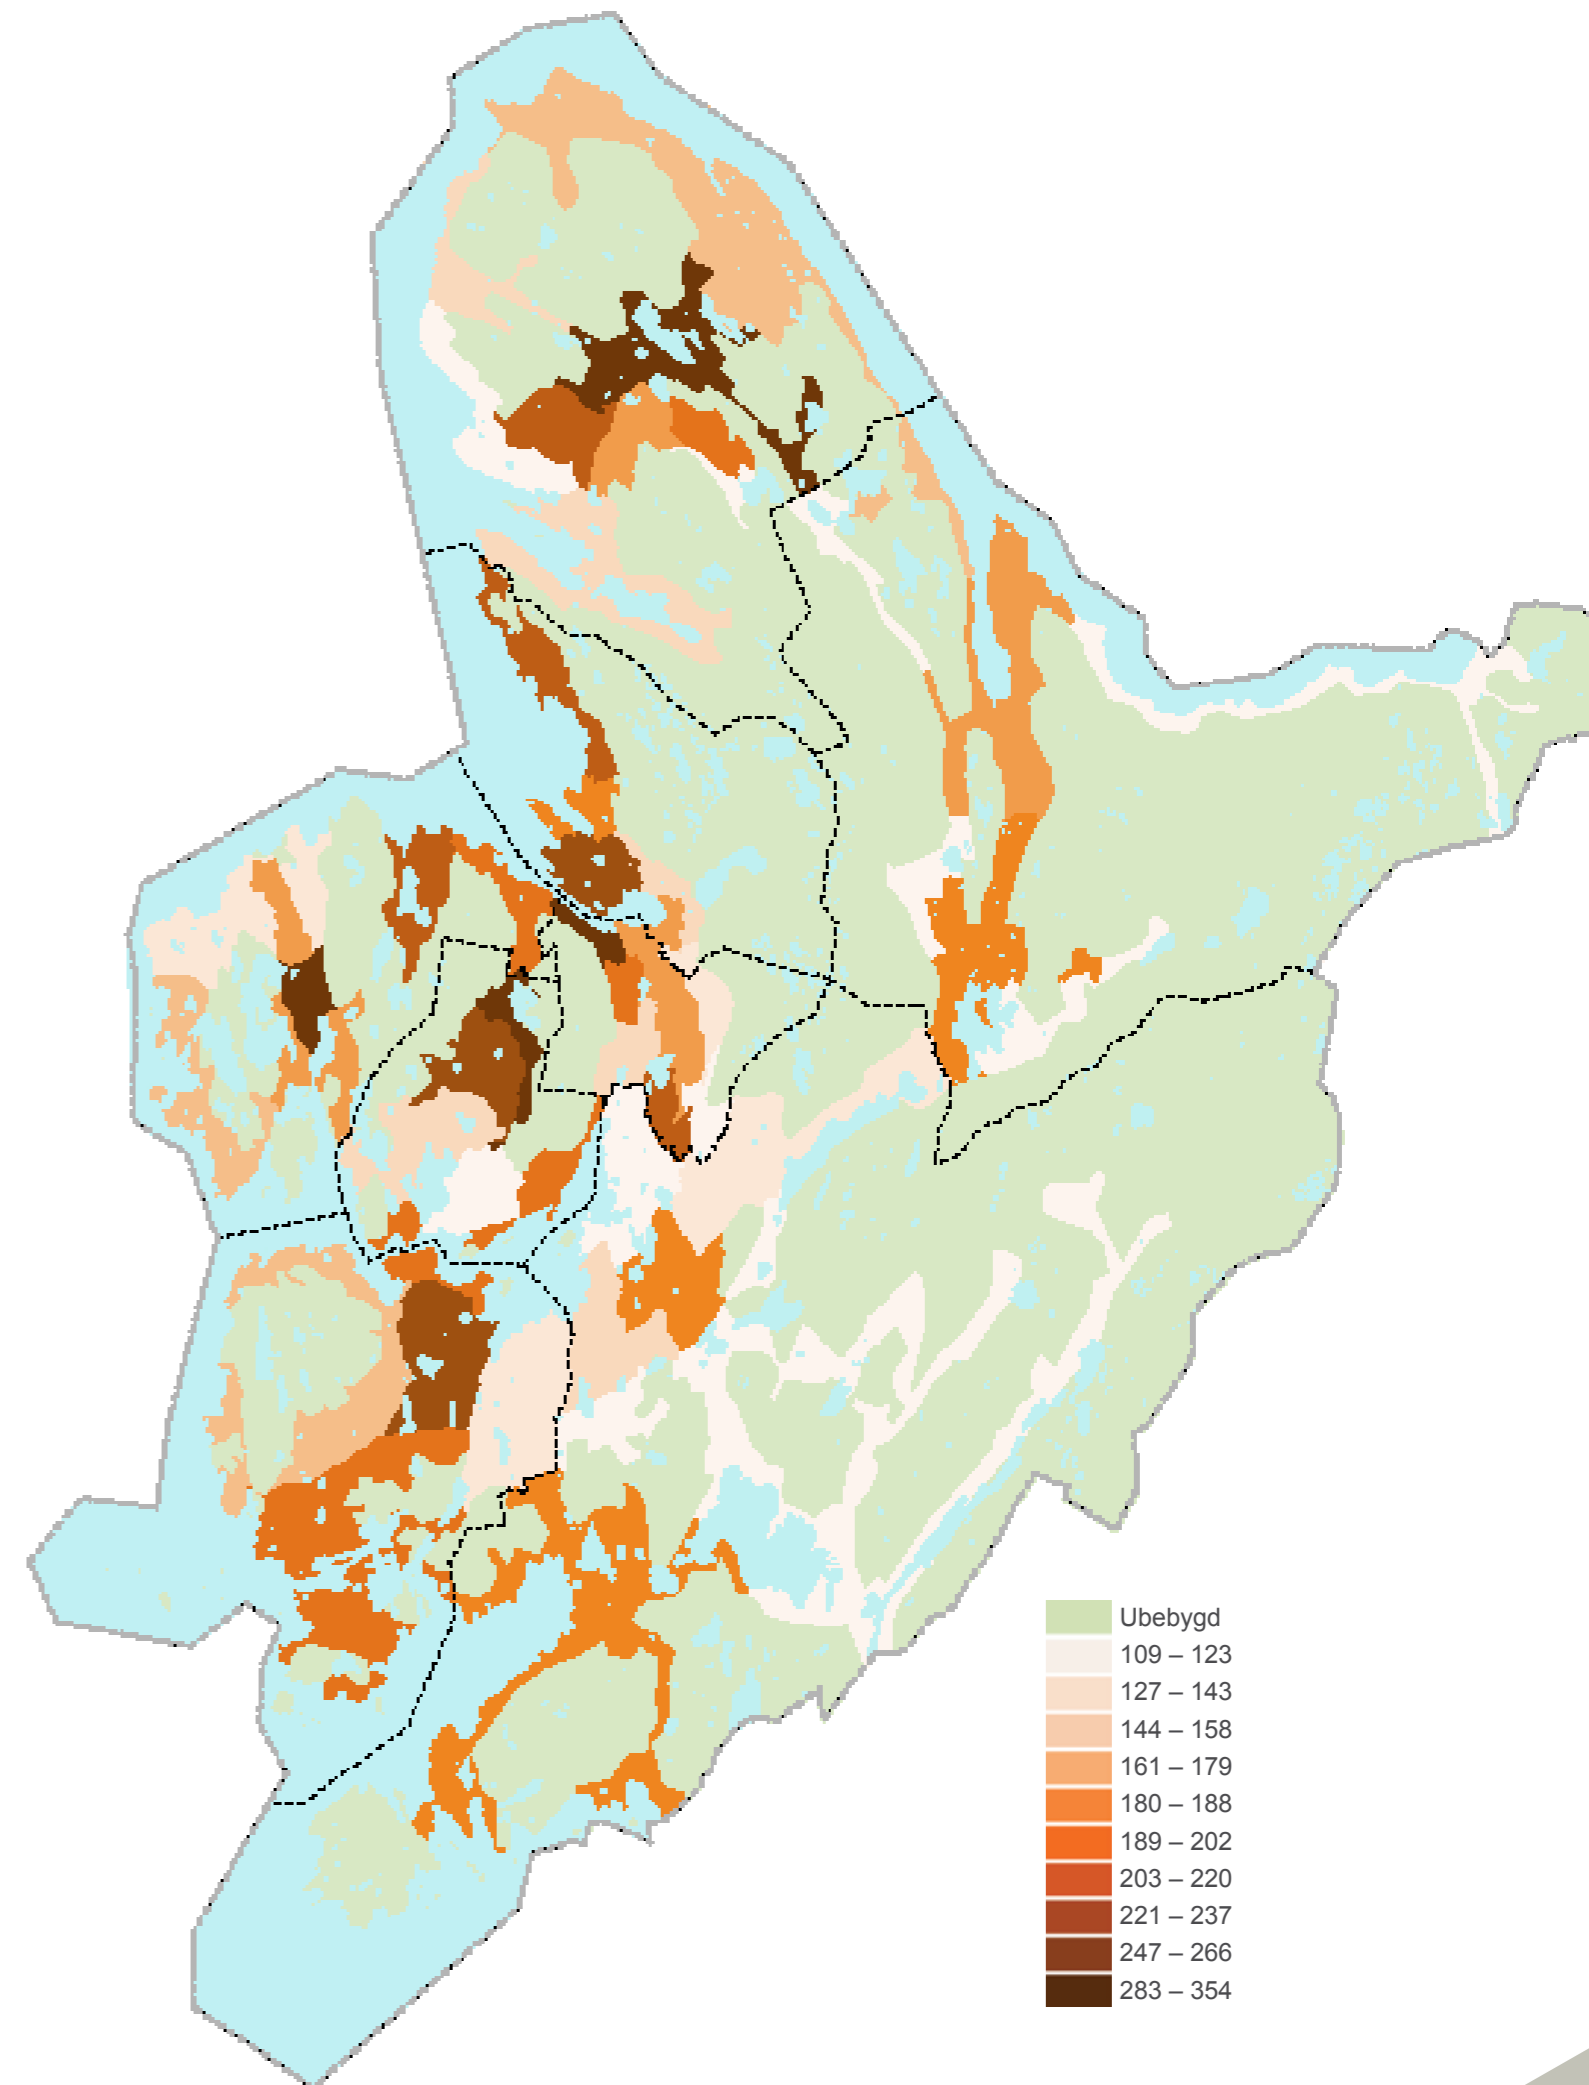 Ubebygd
109 – 123
127 – 143
144 – 158
161 – 179
180 – 188
189 – 202
203 – 220
221 – 237
247 – 266
283 – 354